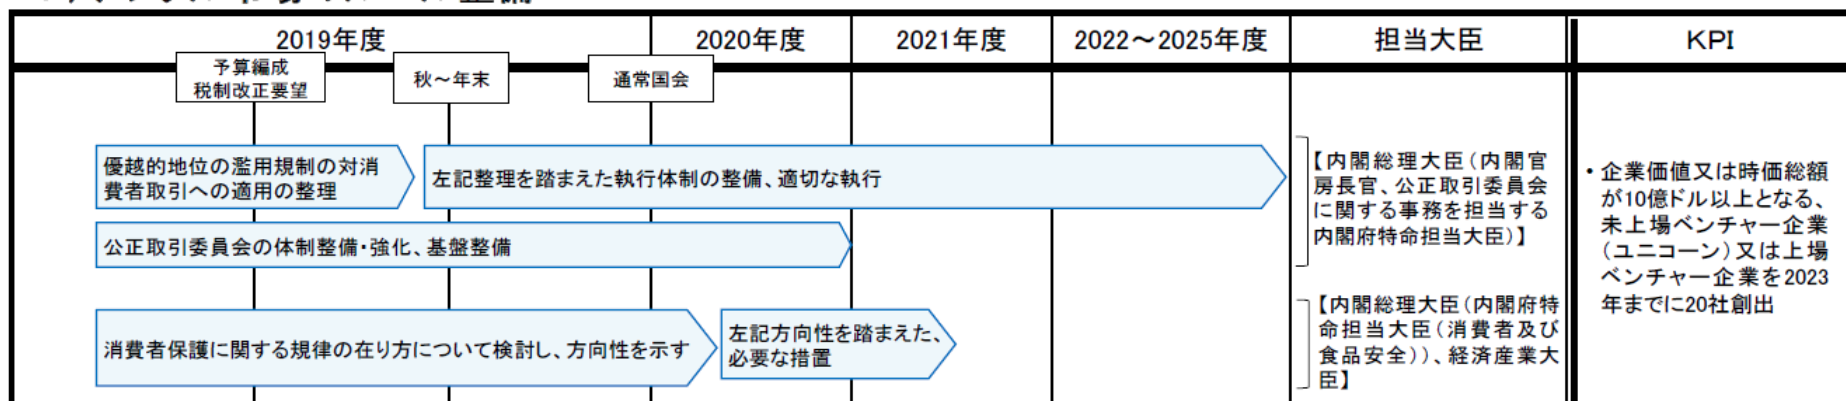 2019年度
2020年度
2021年度
2022～2025年度
担当大臣
KPI
予算編成
税制改正要望
秋～年末
通常国会
優越的地位の濫用規制の対消
費者取引への適用の整理
左記整理を踏まえた執行体制の整備、適切な執行
公正取引委員会の体制整備・強化、基盤整備
消費者保護に関する規律の在り方について検討し、方向性を示す
左記方向性を踏まえた、
必要な措置
【内閣総理大臣（内閣官
房長官、公正取引委員会
に関する事務を担当する
内閣府特命担当大臣）】
【内閣総理大臣（内閣府特
命担当大臣（消費者及び
食品安全））、経済産業大
臣】
・企業価値又は時価総額
が10億ドル以上となる、
未上場ベンチャー企業
（ユニコーン）又は上場
ベンチャー企業を2023
年までに20社創出